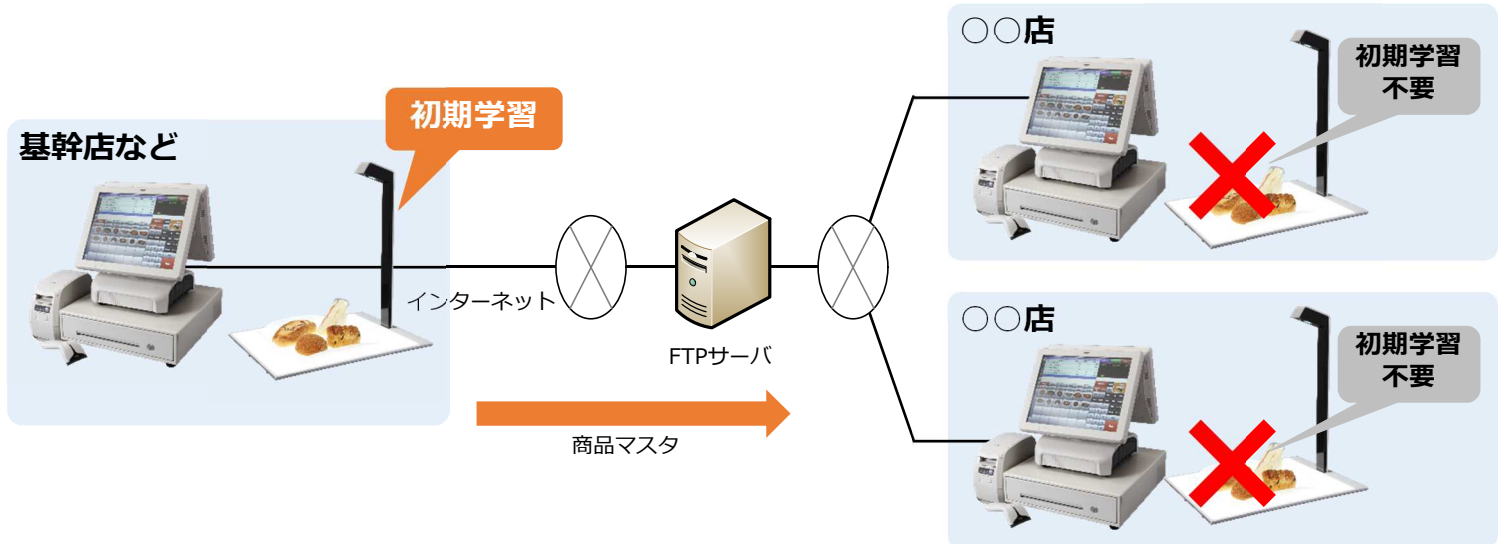 基幹店など
初期学習
インターネット
FTPサーバ
商品マスタ
○○店
初期学習
不要
○○店
初期学習
不要